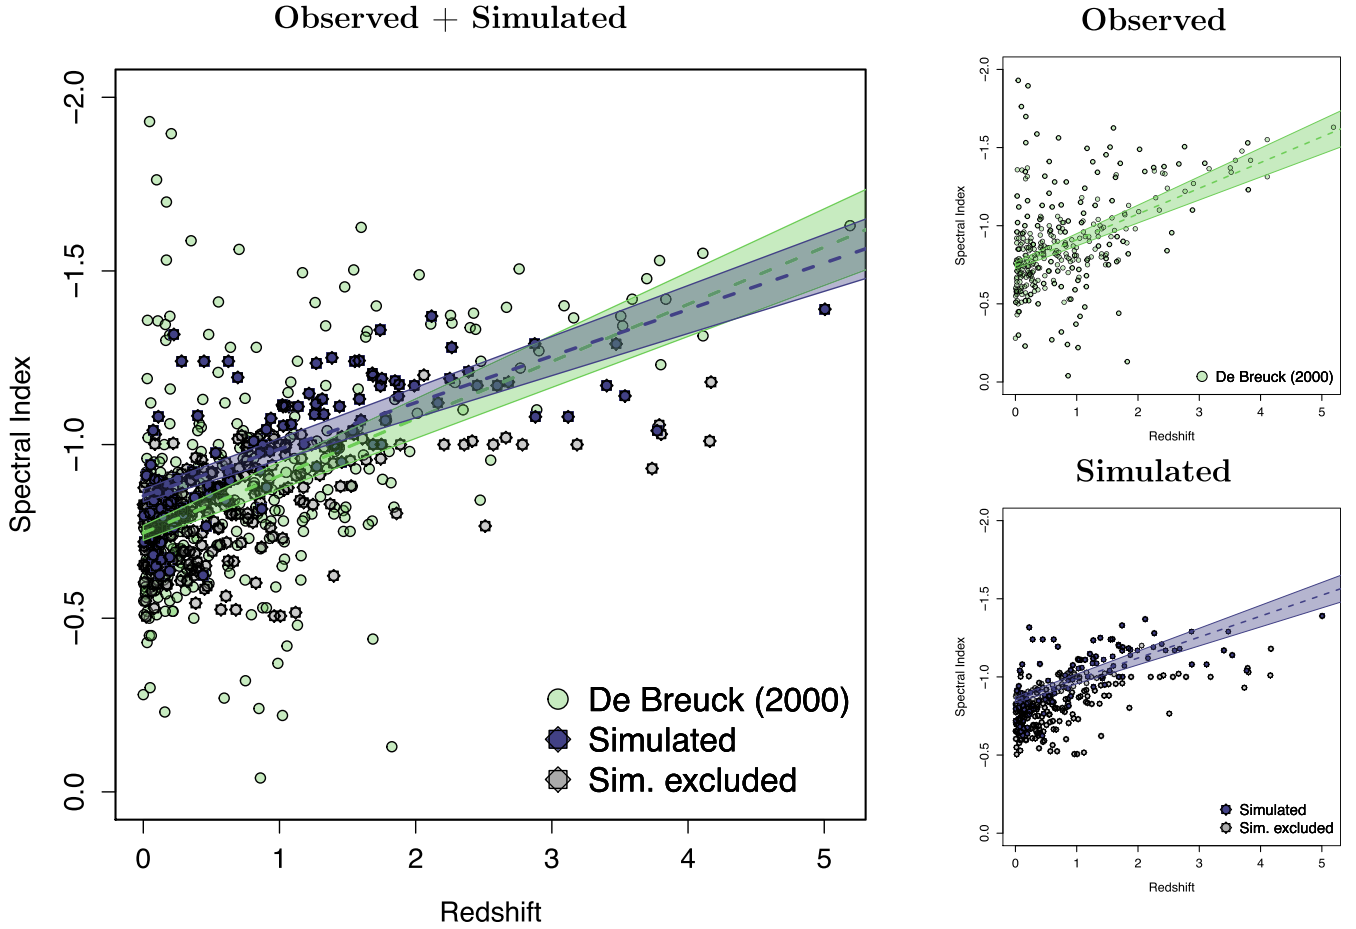 Observed + Simulated
−2.0
−1.5
−1.0
−0.5
0.0
Spectral Index
0 1 2 3 4 5
Redshift
De Breuck (2000)
Simulated
Sim. excluded
Observed
−2.0
−1.5
−1.0
−0.5
0.0
Spectral Index
De Breuck (2000)
0 1 2 3 4 5
Redshift
Simulated
−2.0
−1.5
−1.0
−0.5
0.0
Spectral Index
Simulated
Sim. excluded
0 1 2 3 4 5
Redshift